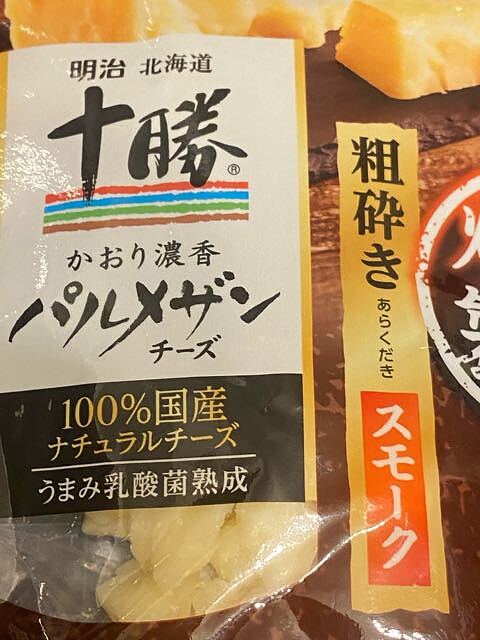 明治 北海道
十勝®
かおり濃香
パルメザン
チーズ
100%国産
ナチュラルチーズ
うまみ乳酸菌熟成
粗砕き
あらくだき
スモーク